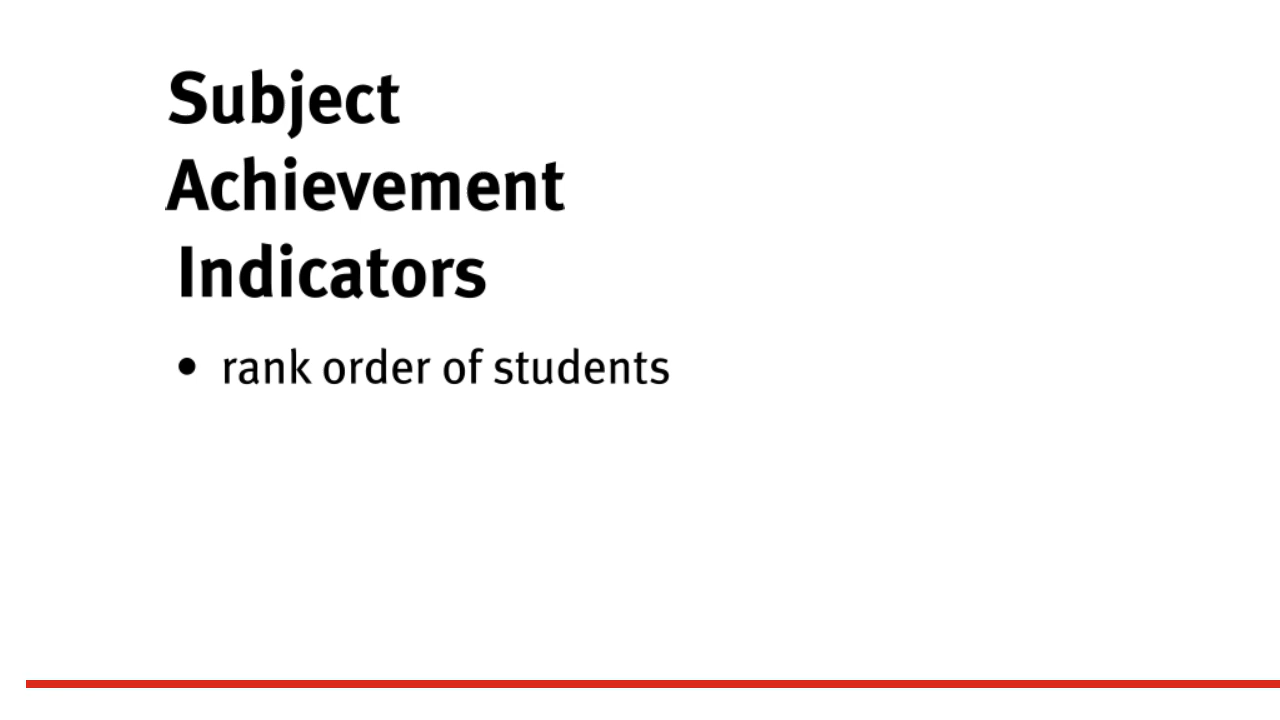 Subject
Achievement
Indicators
• rank order of students